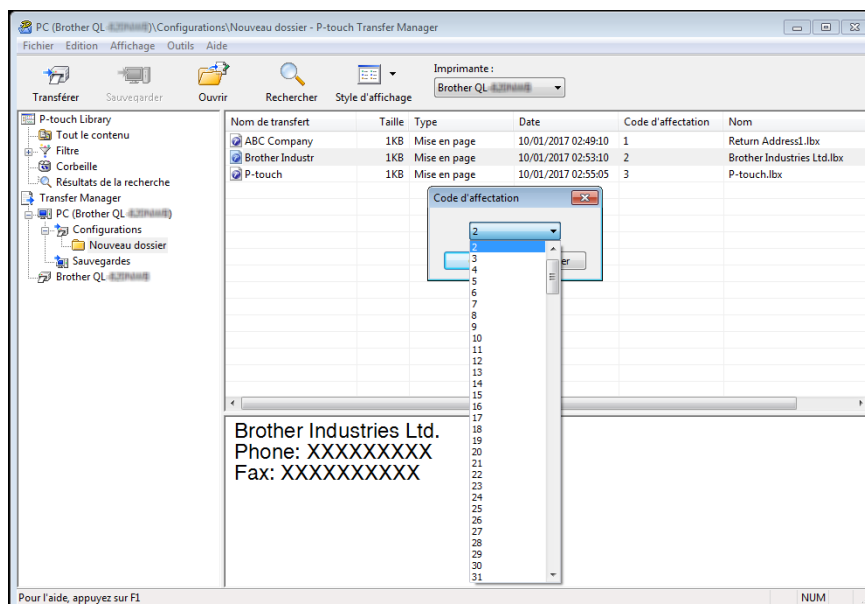 PC (Brother QL-)\Configurations\Nouveau dossier - P-touch Transfer Manager
Fichier Edition Affichage Outils Aide
Transférer Sauvegarder Ouvrir Rechercher Style d'affichage
Imprimante :
Brother QL
P-touch Library
Tout le contenu
Filtre
Corbeille
Résultats de la recherche
Transfer Manager
PC (Brother QL-)
Configurations
Nouveau dossier
Sauvegardes
Brother QL
Nom de transfert Taille Type Date Code d'affectation Nom
ABC Company 1KB Mise en page 10/01/2017 02:49:10 1 Return Address1.lbx
Brother Industr 1KB Mise en page 10/01/2017 02:53:10 2 Brother Industries Ltd.lbx
P-touch 1KB Mise en page 10/01/2017 02:55:05 3 P-touch.lbx
Code d'affectation
2
er
2
3
4
5
6
7
8
9
10
11
12
13
14
15
16
17
18
19
20
21
22
23
24
25
26
27
28
29
30
31
Brother Industries Ltd.
Phone: XXXXXXXXX
Fax: XXXXXXXXXX
Pour l'aide, appuyez sur F1
NUM